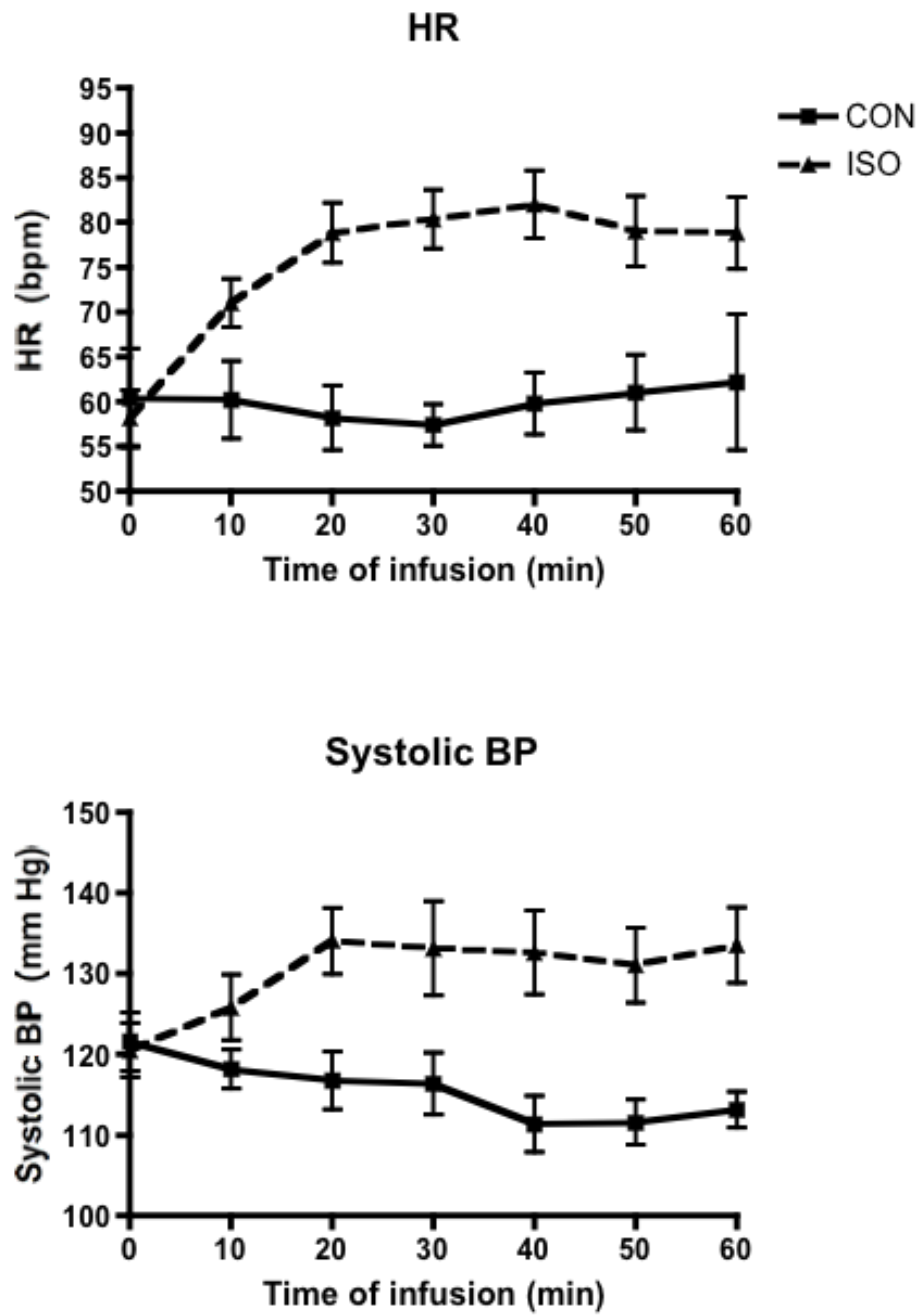 HR
CON
ISO
HR (bpm)
95
90
85
80
75
70
65
60
55
50
0 10 20 30 40 50 60
Time of infusion (min)
Systolic BP
Systolic BP (mm Hg)
150
140
130
120
110
100
0 10 20 30 40 50 60
Time of infusion (min)